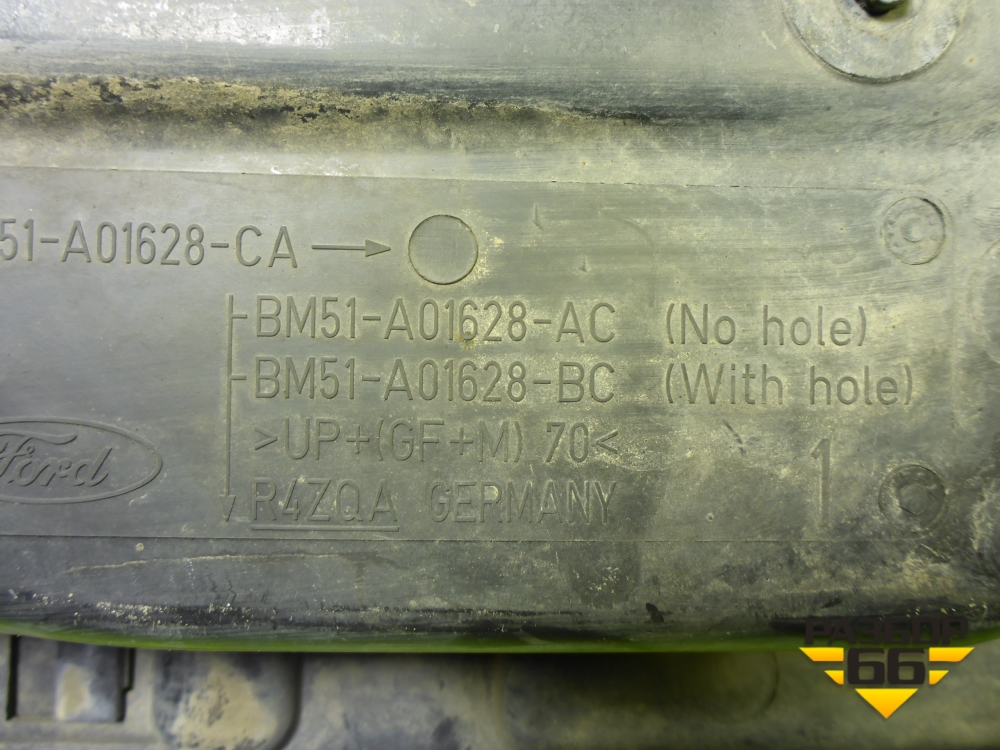 51-A01628-CA
BM51-A01628-AC (No hole)
BM51-A01628-BC (With hole)
>UP+(GF+M) 70<
1
Ford
R4ZQA GERMANY
РАЗБОР
66